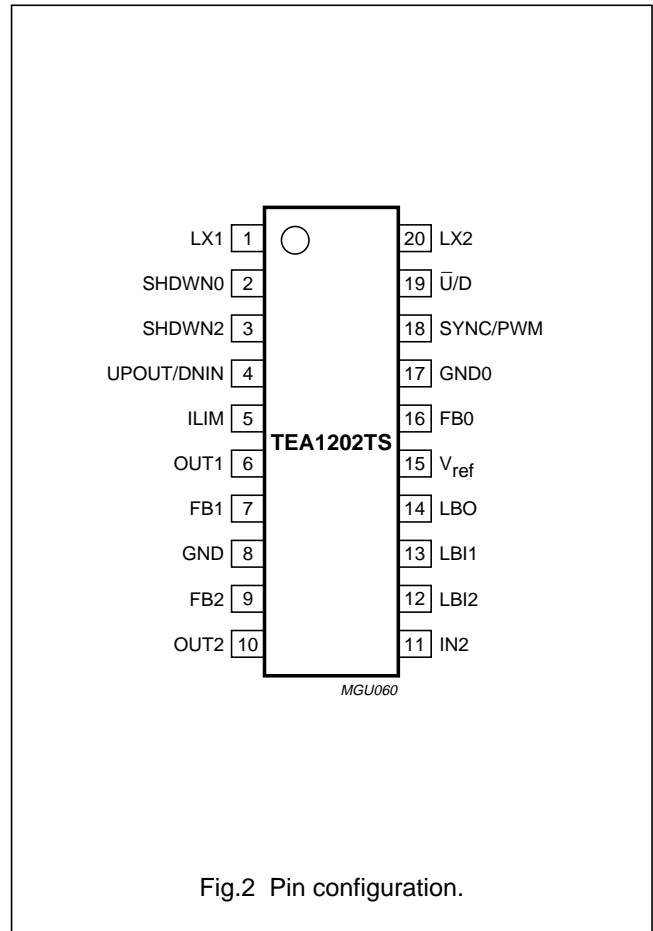 LX1 1 20 LX2
SHDWN0 2 19 U̅/D
SHDWN2 3 18 SYNC/PWM
UPOUT/DNIN 4 17 GND0
ILIM 5 16 FB0
TEA1202TS
OUT1 6 15 Vref
FB1 7 14 LBO
GND 8 13 LBI1
FB2 9 12 LBI2
OUT2 10 11 IN2
MGU060
Fig.2 Pin configuration.